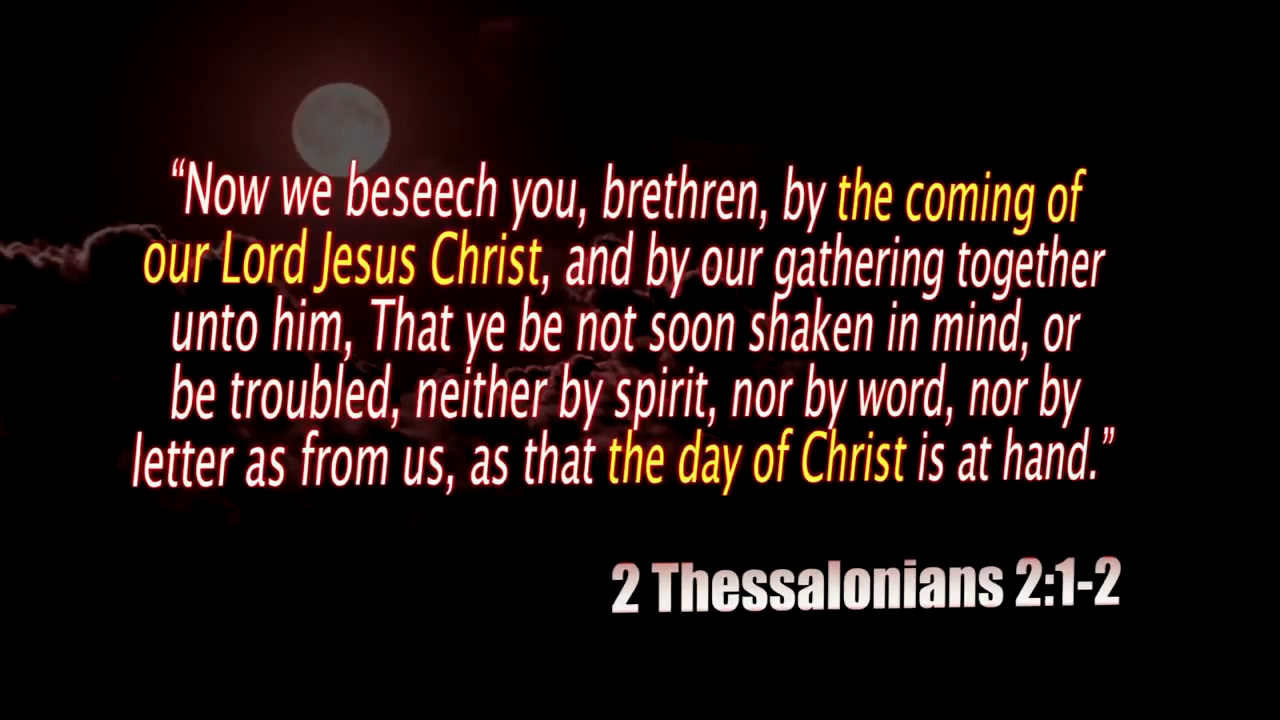 “Now we beseech you, brethren, by the coming of
our Lord Jesus Christ, and by our gathering together
unto him, That ye be not soon shaken in mind, or
be troubled, neither by spirit, nor by word, nor by
letter as from us, as that the day of Christ is at hand.”
2 Thessalonians 2:1-2